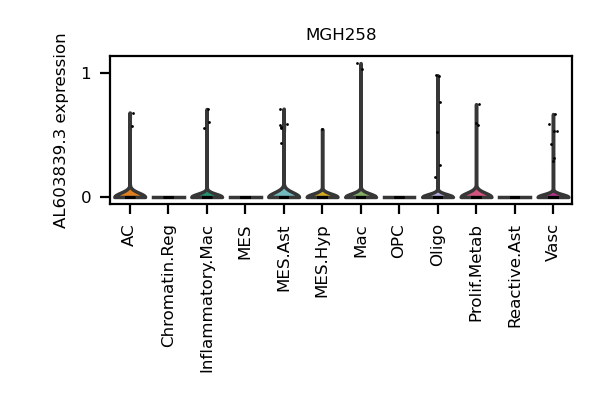 MGH258
AL603839.3 expression
1
0
AC
Chromatin.Reg
Inflammatory.Mac
MES
MES.Ast
MES.Hyp
Mac
OPC
Oligo
Prolif.Metab
Reactive.Ast
Vasc